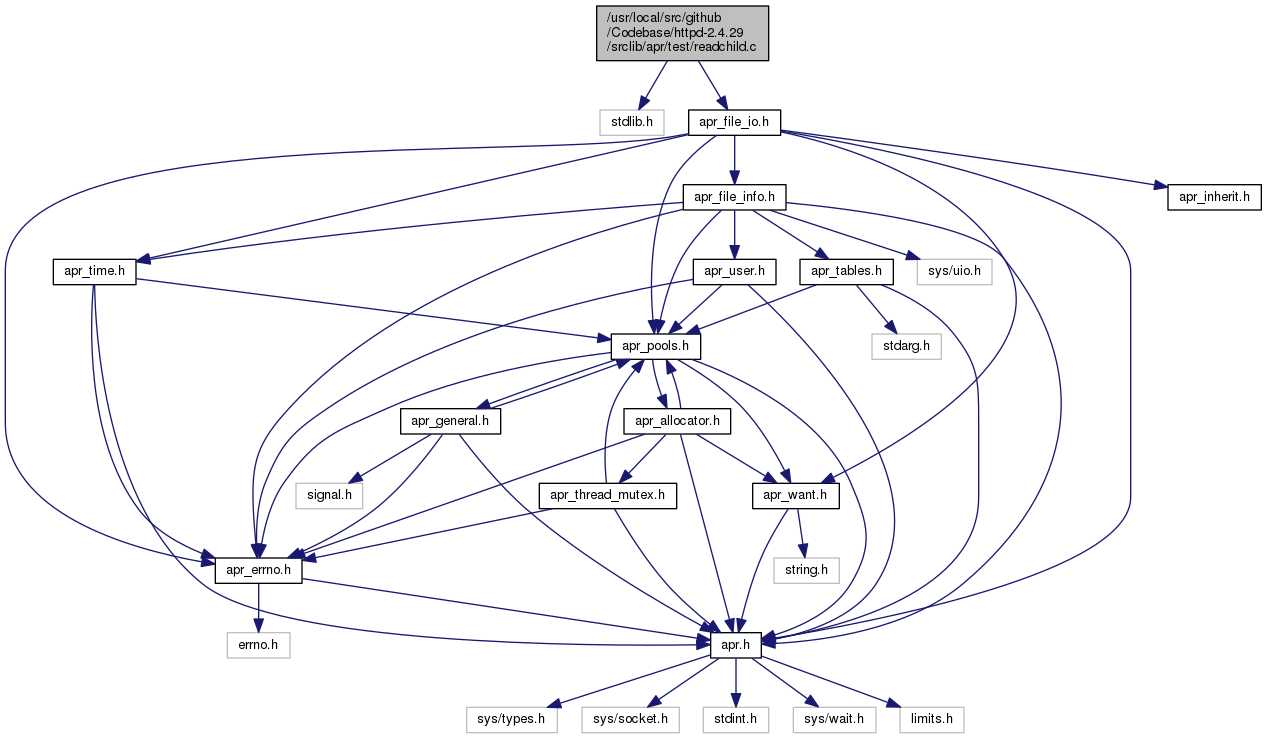 /usr/local/src/github
/Codebase/httpd-2.4.29
/srclib/apr/test/readchild.c
stdlib.h
apr_file_io.h
apr_file_info.h
apr_inherit.h
apr_time.h
apr_user.h
apr_tables.h
sys/uio.h
apr_pools.h
stdarg.h
apr_general.h
apr_allocator.h
signal.h
apr_thread_mutex.h
apr_want.h
apr_errno.h
string.h
errno.h
apr.h
sys/types.h
sys/socket.h
stdint.h
sys/wait.h
limits.h